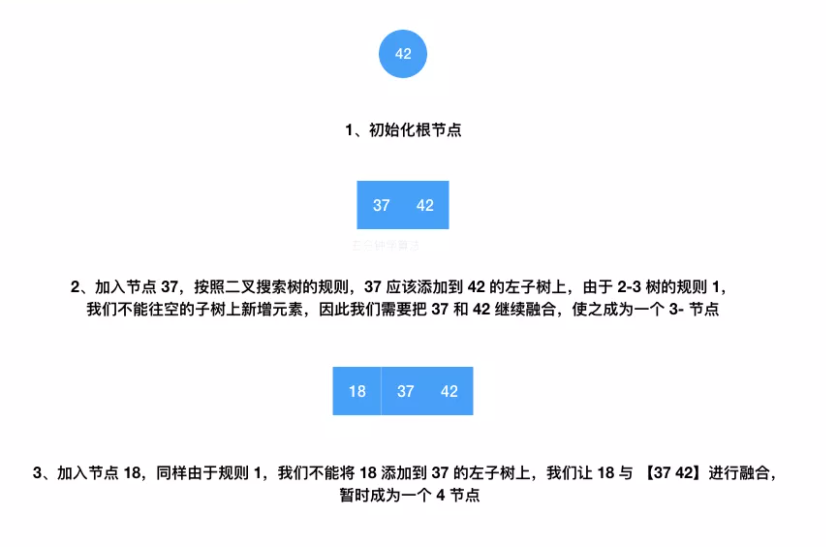 42
1、初始化根节点
37 42
2、加入节点 37，按照二叉搜索树的规则，37 应该添加到 42 的左子树上，由于 2-3 树的规则 1，
我们不能往空的子树上新增元素，因此我们需要把 37 和 42 继续融合，使之成为一个 3- 节点
18 37 42
3、加入节点 18，同样由于规则 1，我们不能将 18 添加到 37 的左子树上，我们让 18 与 【37 42】进行融合，
暂时成为一个 4 节点